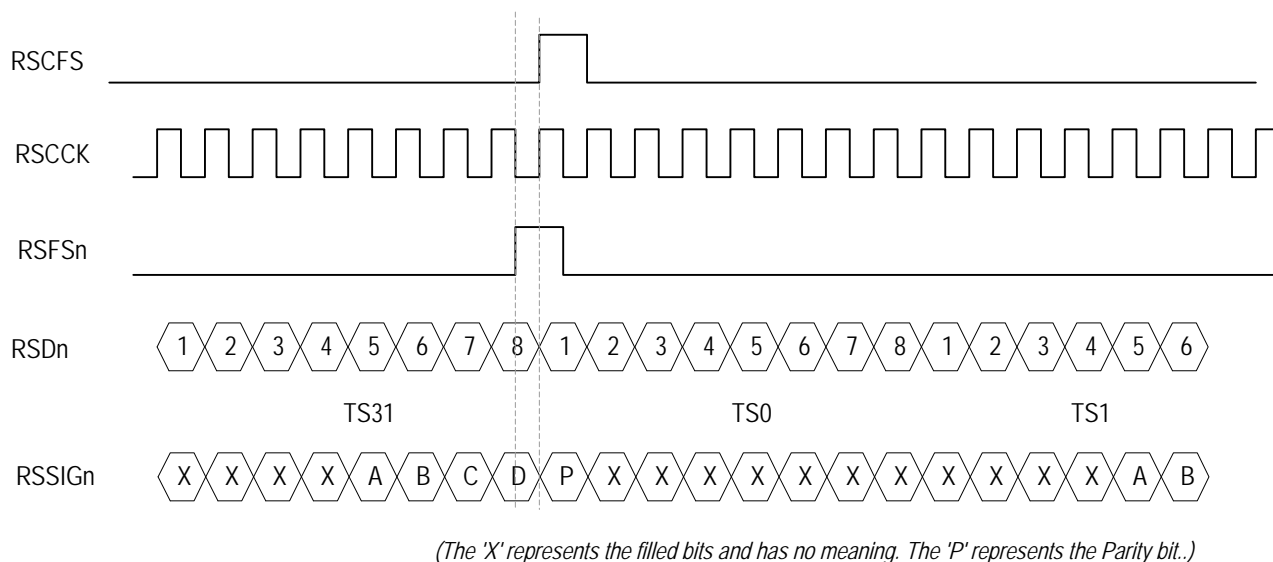 RSCFS
RSCCK
RSFSn
RSDn 1 2 3 4 5 6 7 8 1 2 3 4 5 6 7 8 1 2 3 4 5 6
TS31 TS0 TS1
RSSIGn X X X X A B C D P X X X X X X X X X X X A B
(The 'X' represents the filled bits and has no meaning. The 'P' represents the Parity bit..)